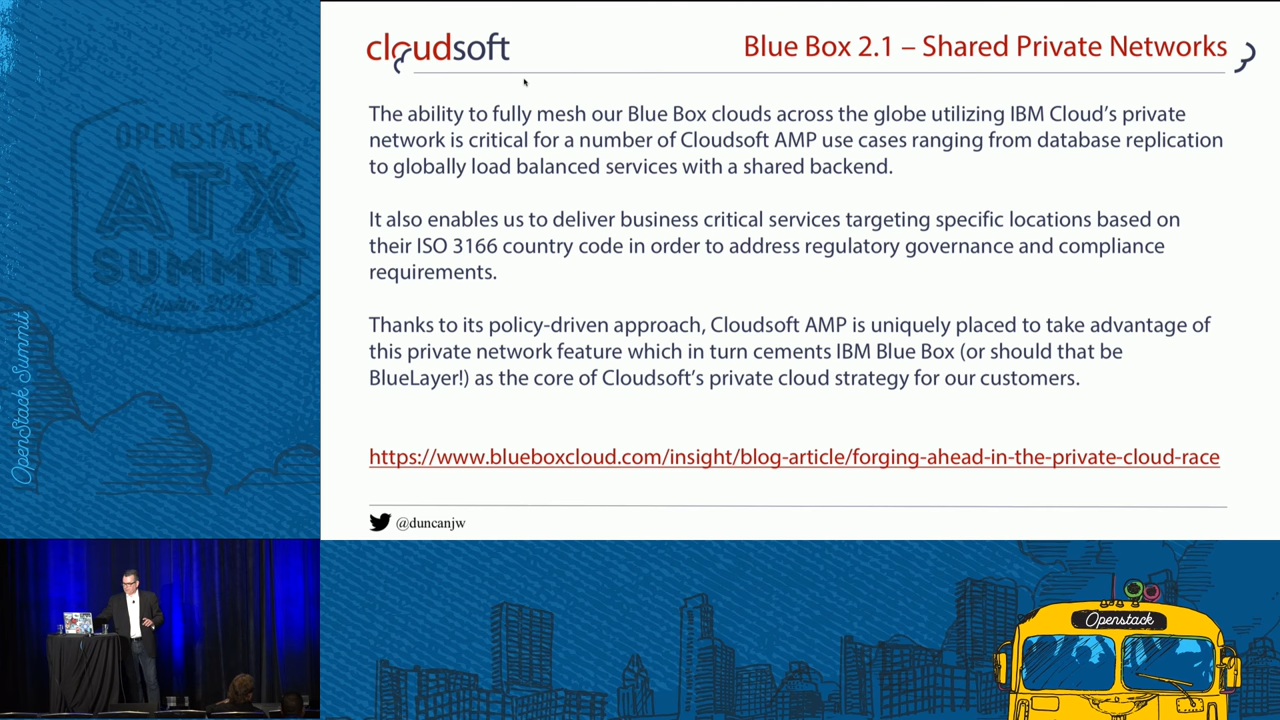 cloudsoft
Blue Box 2.1 – Shared Private Networks
The ability to fully mesh our Blue Box clouds across the globe utilizing IBM Cloud's private
network is critical for a number of Cloudsoft AMP use cases ranging from database replication
to globally load balanced services with a shared backend.
It also enables us to deliver business critical services targeting specific locations based on
their ISO 3166 country code in order to address regulatory governance and compliance
requirements.
Thanks to its policy-driven approach, Cloudsoft AMP is uniquely placed to take advantage of
this private network feature which in turn cements IBM Blue Box (or should that be
BlueLayer!) as the core of Cloudsoft's private cloud strategy for our customers.
https://www.blueboxcloud.com/insight/blog-article/forging-ahead-in-the-private-cloud-race
@duncanjw
OPENSTACK
ATX
SUMMIT
Austin 2016
OpenStack Summit
Openstack